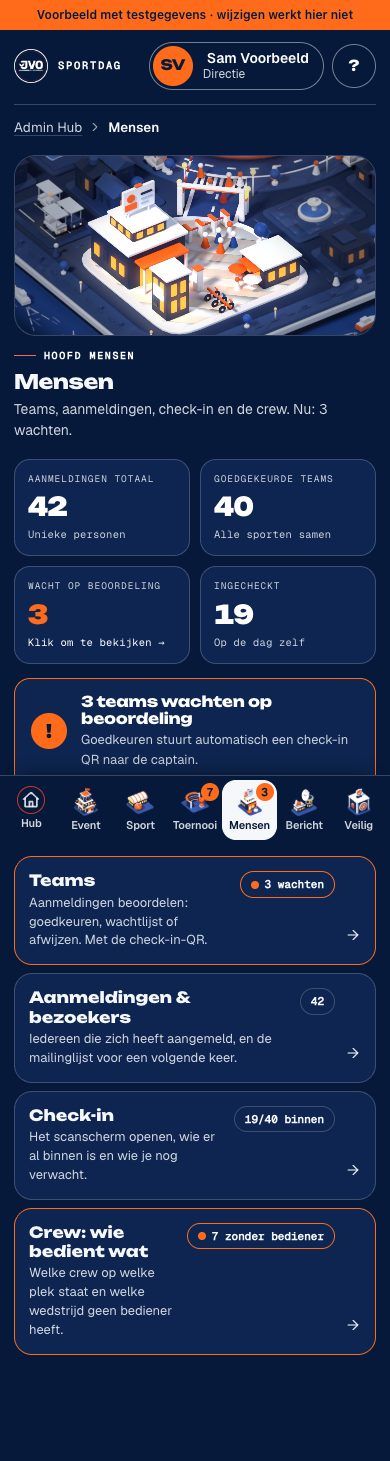 Voorbeeld met testgegevens · wijzigen werkt hier niet
JVO
SPORTDAG
SV
Sam Voorbeeld
Directie
?
Admin Hub > Mensen
HOOFD MENSEN
Mensen
Teams, aanmeldingen, check-in en de crew. Nu: 3
wachten.
AANMELDINGEN TOTAAL
42
Unieke personen
GOEDGEKEURDE TEAMS
40
Alle sporten samen
WACHT OP BEOORDELING
3
Klik om te bekijken →
INGECHECKT
19
Op de dag zelf
!
3 teams wachten op
beoordeling
Goedkeuren stuurt automatisch een check-in
QR naar de captain.
Hub
Event
Sport
7
Toernooi
3
Mensen
Bericht
Veilig
Teams
3 wachten
Aanmeldingen beoordelen:
goedkeuren, wachtlijst of
afwijzen. Met de check-in-QR.
→
Aanmeldingen &
bezoekers
42
Iedereen die zich heeft aangemeld, en de
mailinglijst voor een volgende keer.
→
Check-in
19/40 binnen
Het scanscherm openen, wie er
al binnen is en wie je nog
verwacht.
→
Crew: wie
bedient wat
7 zonder bediener
Welke crew op welke
plek staat en welke
wedstrijd geen bediener
heeft.
→